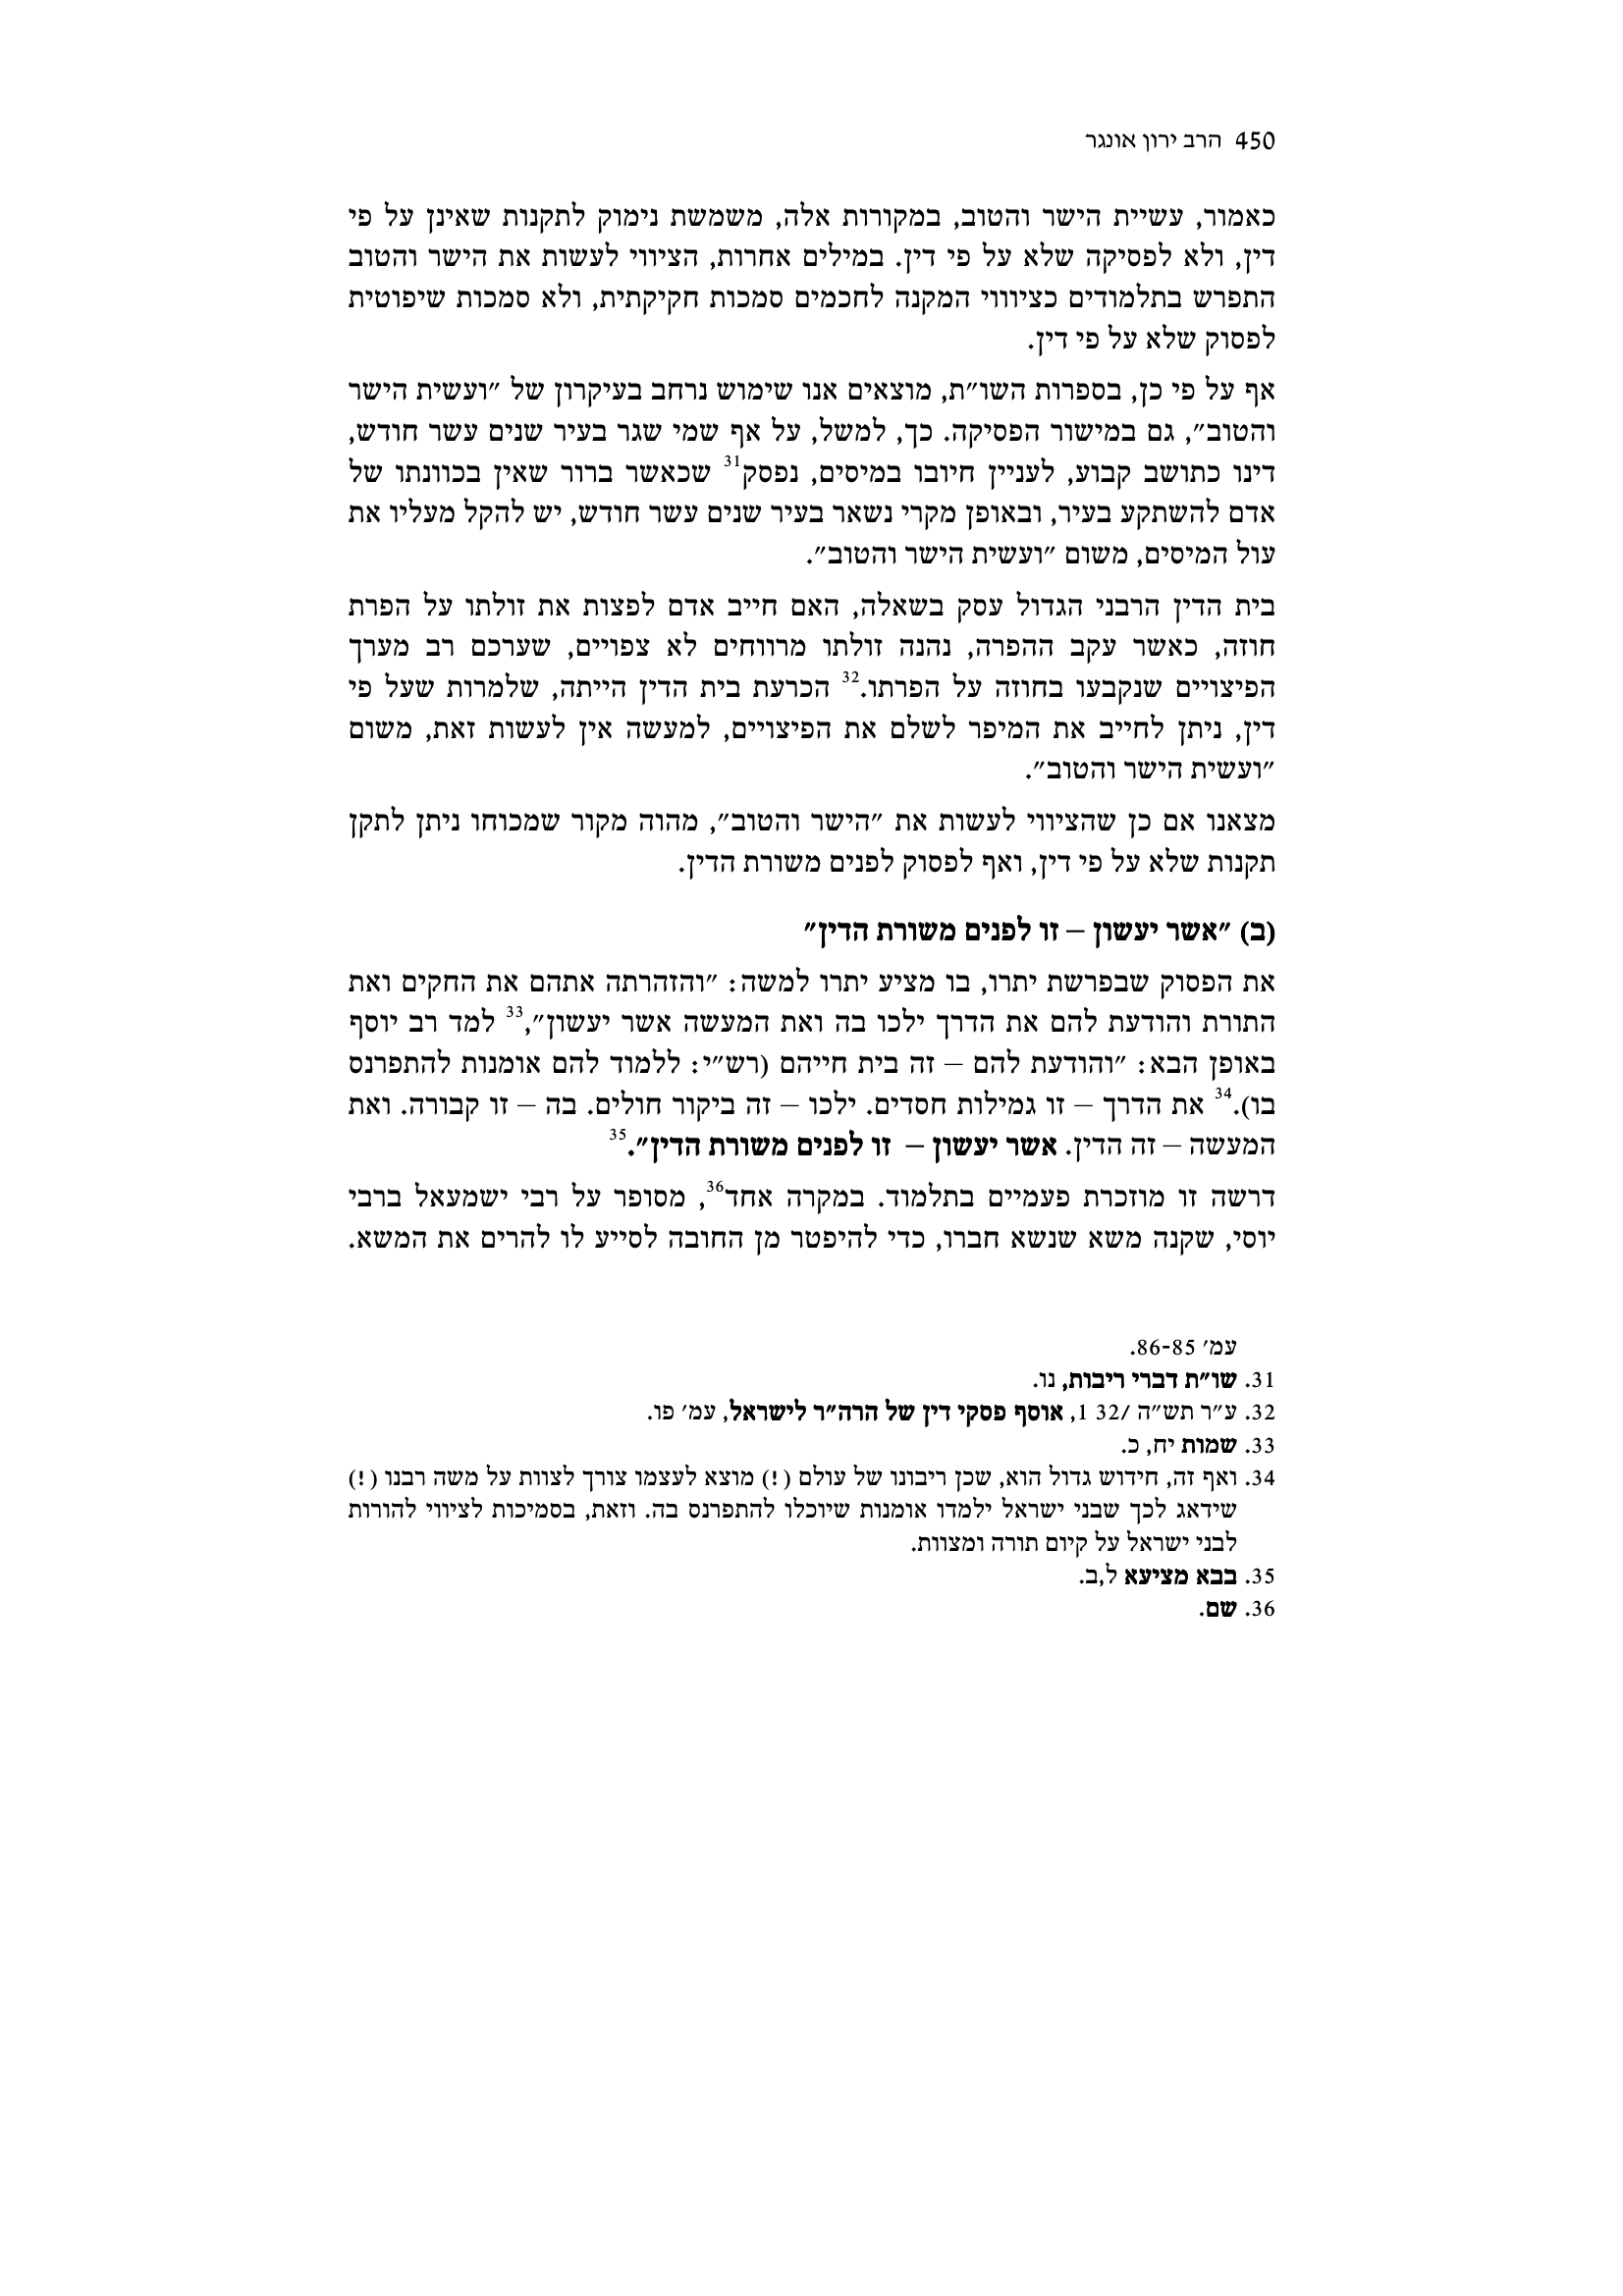 450 הרב ירון אונגר
כאמור, עשיית הישר והטוב, במקורות אלה, משמשת נימוק לתקנות שאינן על פי
דין, ולא לפסיקה שלא על פי דין. במילים אחרות, הציווי לעשות את הישר והטוב
התפרש בתלמודים כציוווי המקנה לחכמים סמכות חקיקתית, ולא סמכות שיפוטית
לפסוק שלא על פי דין.
אף על פי כן, בספרות השו״ת, מוצאים אנו שימוש נרחב בעיקרון של ״ועשית הישר
והטוב״, גם במישור הפסיקה. כך, למשל, על אף שמי שגר בעיר שנים עשר חודש,
דינו כתושב קבוע, לעניין חיובו במיסים, נפסק31 שכאשר ברור שאין בכוונתו של
אדם להשתקע בעיר, ובאופן מקרי נשאר בעיר שנים עשר חודש, יש להקל מעליו את
עול המיסים, משום ״ועשית הישר והטוב״.
בית הדין הרבני הגדול עסק בשאלה, האם חייב אדם לפצות את זולתו על הפרת
חוזה, כאשר עקב ההפרה, נהנה זולתו מרווחים לא צפויים, שערכם רב מערך
הפיצויים שנקבעו בחוזה על הפרתו.32 הכרעת בית הדין הייתה, שלמרות שעל פי
דין, ניתן לחייב את המיפר לשלם את הפיצויים, למעשה אין לעשות זאת, משום
״ועשית הישר והטוב״.
מצאנו אם כן שהציווי לעשות את ״הישר והטוב״, מהוה מקור שמכוחו ניתן לתקן
תקנות שלא על פי דין, ואף לפסוק לפנים משורת הדין.
(ב) ״אשר יעשון – זו לפנים משורת הדין״
את הפסוק שבפרשת יתרו, בו מציע יתרו למשה: ״והזהרתה אתהם את החקים ואת
התורת והודעת להם את הדרך ילכו בה ואת המעשה אשר יעשון״,33 למד רב יוסף
באופן הבא: ״והודעת להם – זה בית חייהם (רש״י: ללמוד להם אומנות להתפרנס
בו).34 את הדרך – זו גמילות חסדים. ילכו – זה ביקור חולים. בה – זו קבורה. ואת
המעשה – זה הדין. אשר יעשון – זו לפנים משורת הדין״.35
דרשה זו מוזכרת פעמיים בתלמוד. במקרה אחד36, מסופר על רבי ישמעאל ברבי
יוסי, שקנה משא שנשא חברו, כדי להיפטר מן החובה לסייע לו להרים את המשא.
עמ׳ 86-85.
31. שו״ת דברי ריבות, נו.
32. ע״ר תש״ה /32 1, אוסף פסקי דין של הרה״ר לישראל, עמ׳ פו.
33. שמות יח, כ.
34. ואף זה, חידוש גדול הוא, שכן ריבונו של עולם (!) מוצא לעצמו צורך לצוות על משה רבנו (!)
שידאג לכך שבני ישראל ילמדו אומנות שיוכלו להתפרנס בה. וזאת, בסמיכות לציווי להורות
לבני ישראל על קיום תורה ומצוות.
35. בבא מציעא ל,ב.
36. שם.